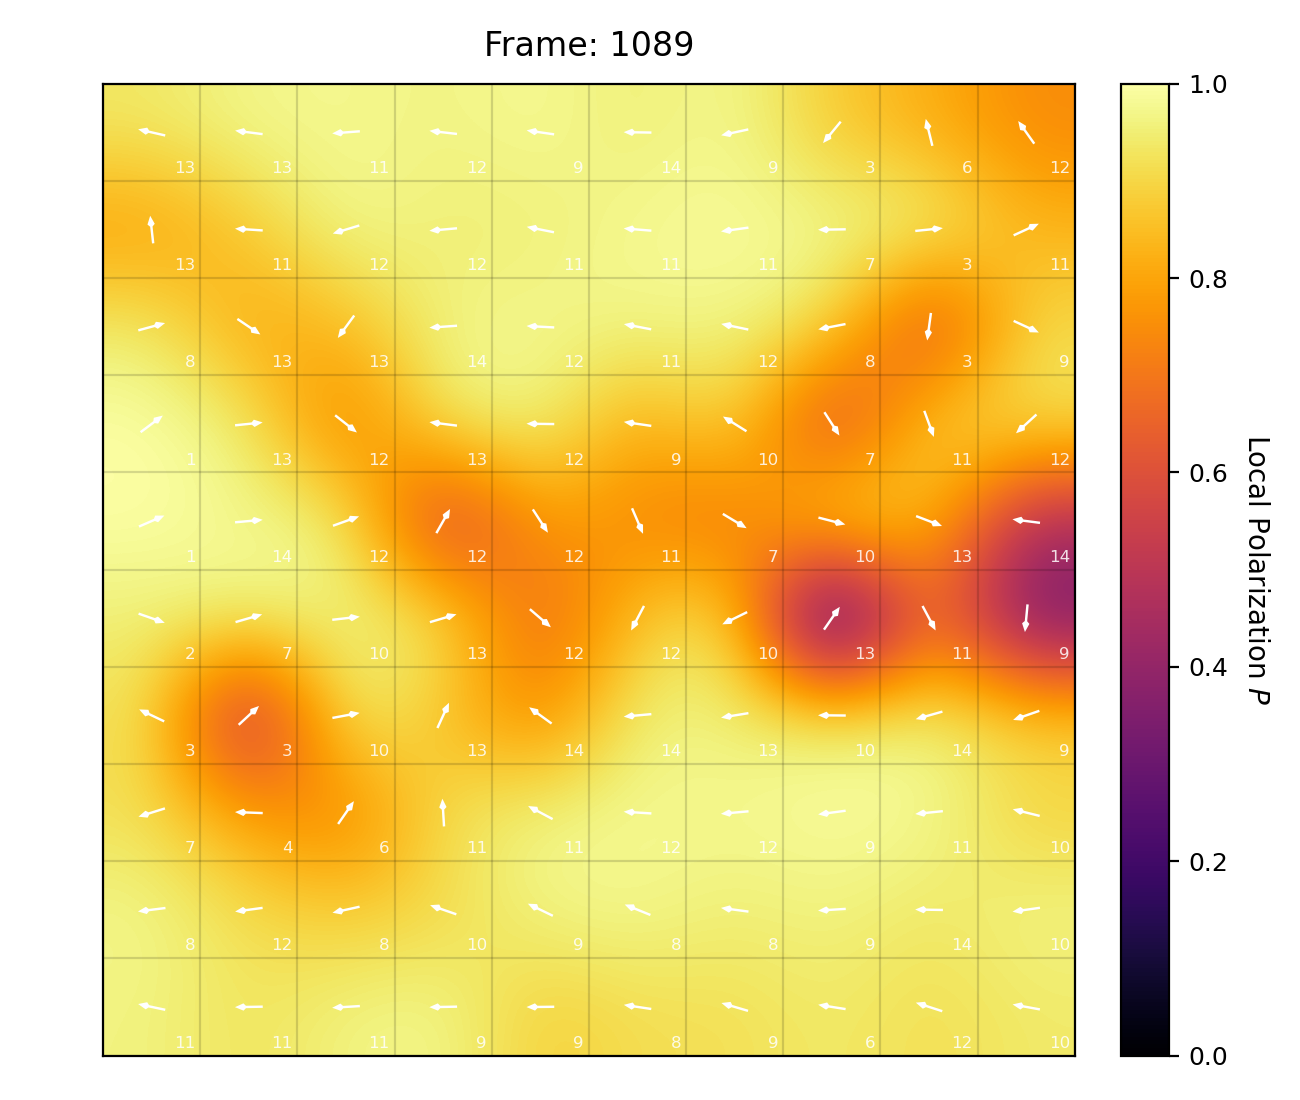 Frame: 1089
13 13 11 12 9 14 9 3 6 12
13 11 12 12 11 11 11 7 3 11
8 13 13 14 12 11 12 8 3 9
1 13 12 13 12 9 10 7 11 12
1 14 12 12 12 11 7 10 13 14
2 7 10 13 12 12 10 13 11 9
3 3 10 13 14 14 13 10 14 9
7 4 6 11 11 12 12 9 11 10
8 12 8 10 9 8 8 9 14 10
11 11 11 9 9 8 9 6 12 10
1.0
0.8
0.6
0.4
0.2
0.0
Local Polarization P